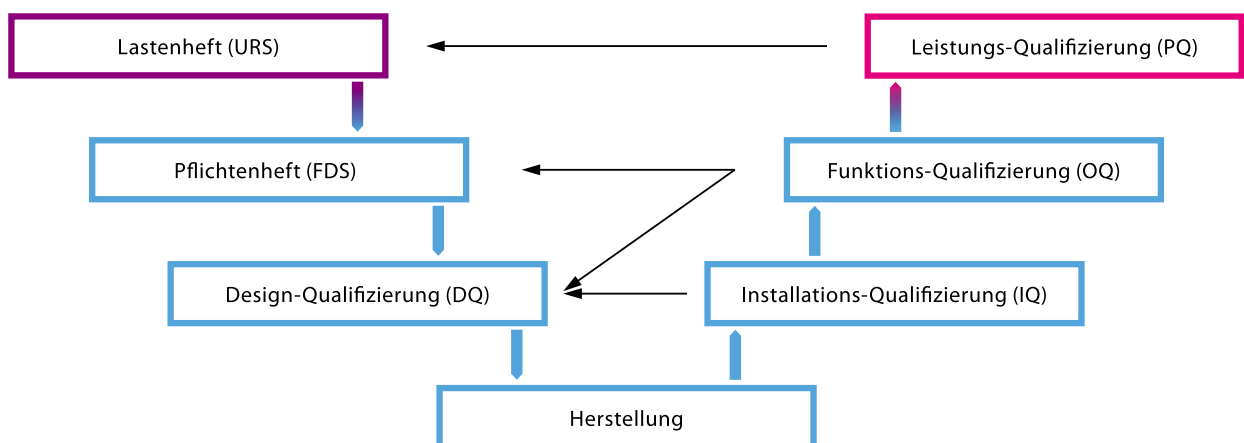 Lastenheft (URS)
Leistungs-Qualifizierung (PQ)
Pflichtenheft (FDS)
Funktions-Qualifizierung (OQ)
Design-Qualifizierung (DQ)
Installations-Qualifizierung (IQ)
Herstellung